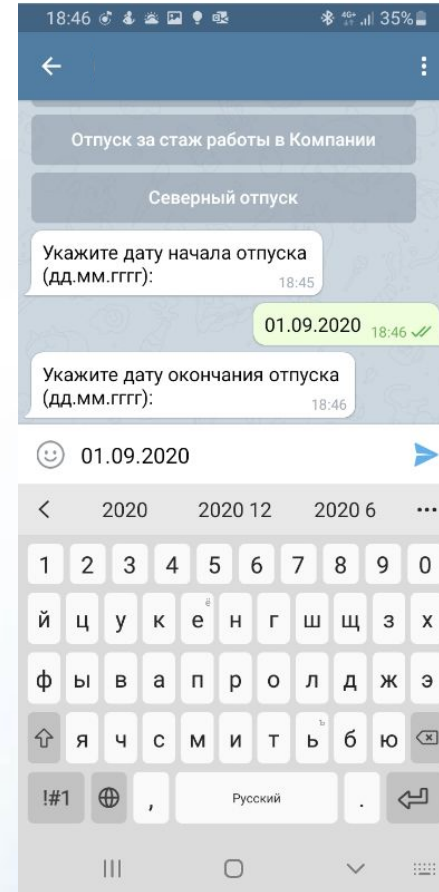 18:46 4G+ 35%
Отпуск за стаж работы в Компании
Северный отпуск
Укажите дату начала отпуска
(дд.мм.гггг):
18:45
01.09.2020 18:46
Укажите дату окончания отпуска
(дд.мм.гггг):
18:46
01.09.2020
2020 2020 12 2020 6
1 2 3 4 5 6 7 8 9 0
й ц у к е ё н г ш щ з х
ф ы в а п р о л д ж э
я ч с м и т ь ъ б ю
!#1 , Русский .